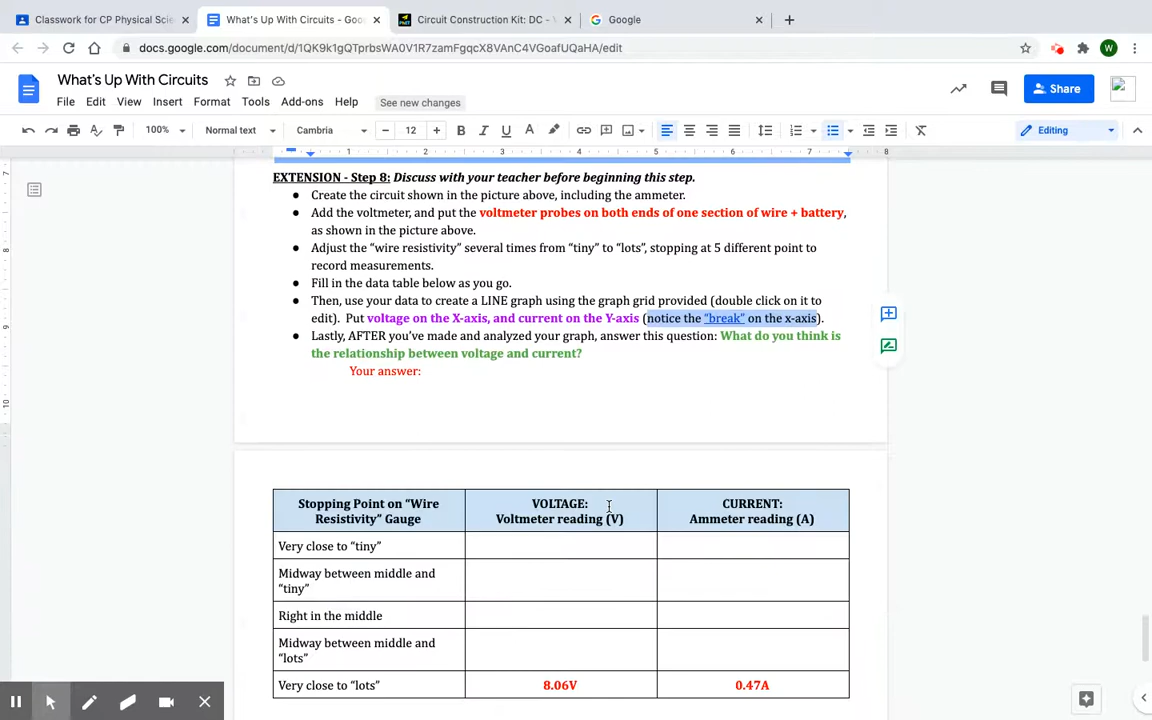 Classwork for CP Physical Scie
What's Up With Circuits - Goo
Circuit Construction Kit: DC -
Google
docs.google.com/document/d/1QK9k1gQTprbsWA0V1R7zamFgqcX8VAnC4VGoafUQaHA/edit
W
What's Up With Circuits
File Edit View Insert Format Tools Add-ons Help See new changes
Share
100% Normal text Cambria 12 Editing
1 2 3 4 5 6 7 8
EXTENSION - Step 8: Discuss with your teacher before beginning this step.
● Create the circuit shown in the picture above, including the ammeter.
● Add the voltmeter, and put the voltmeter probes on both ends of one section of wire + battery,
as shown in the picture above.
● Adjust the "wire resistivity" several times from "tiny" to "lots", stopping at 5 different point to
record measurements.
● Fill in the data table below as you go.
● Then, use your data to create a LINE graph using the graph grid provided (double click on it to
edit). Put voltage on the X-axis, and current on the Y-axis (notice the "break" on the x-axis).
● Lastly, AFTER you've made and analyzed your graph, answer this question: What do you think is
the relationship between voltage and current?
Your answer:
Stopping Point on "Wire
Resistivity" Gauge
VOLTAGE:
Voltmeter reading (V)
CURRENT:
Ammeter reading (A)
Very close to "tiny"
Midway between middle and
"tiny"
Right in the middle
Midway between middle and
"lots"
Very close to "lots" 8.06V 0.47A